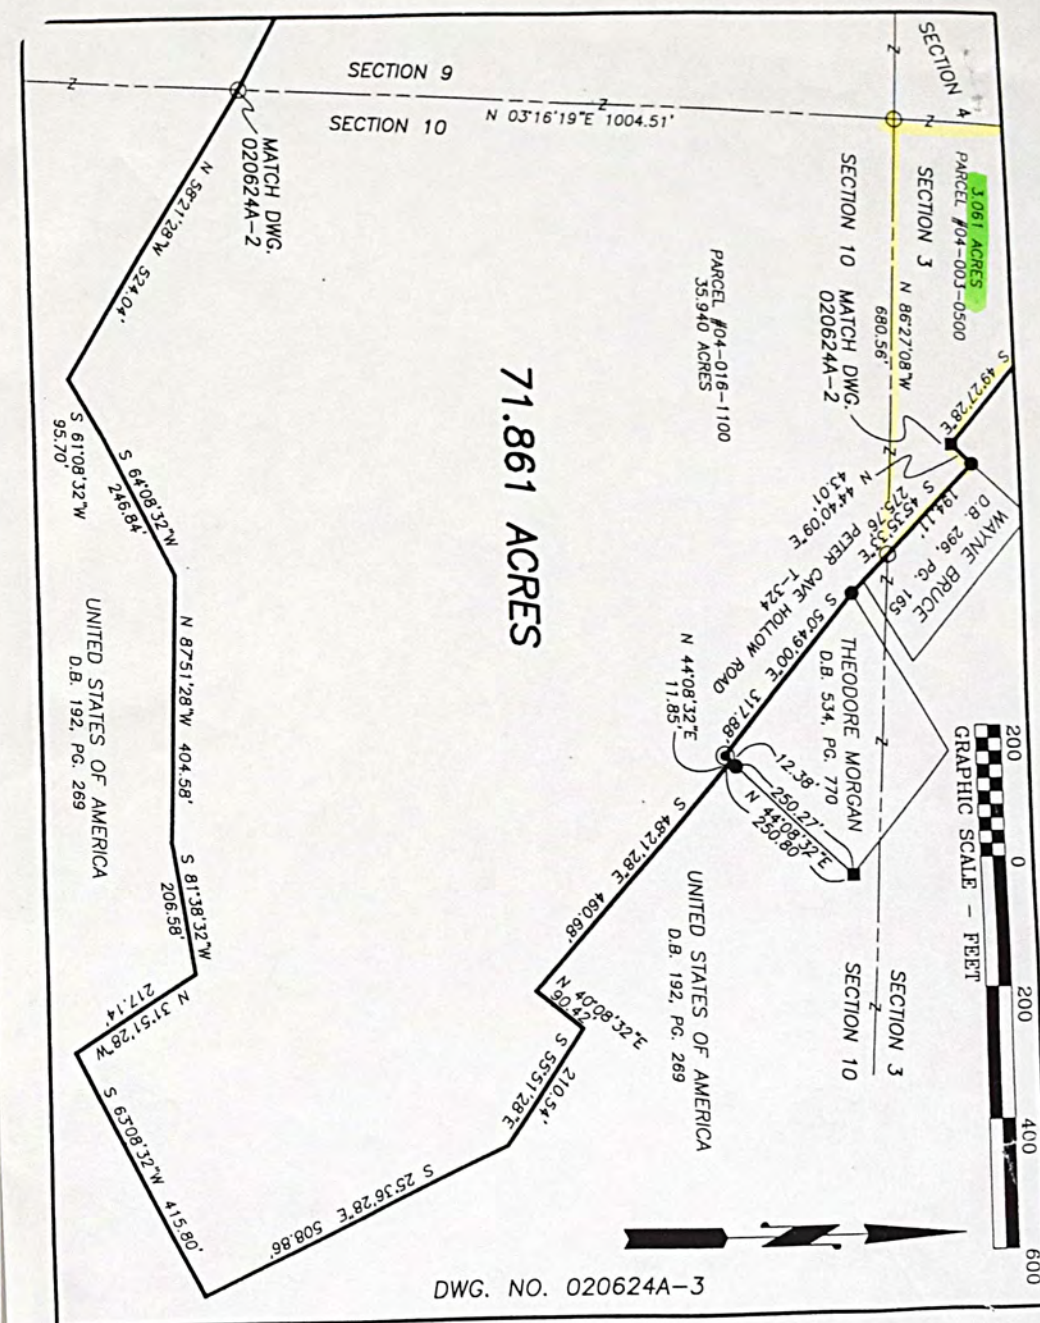 SECTION 4
SECTION 9
SECTION 10
N 03°16'19"E 1004.51'
MATCH DWG.
020624A-2
N 58°21'28"W 524.04'
3.061 ACRES
PARCEL #04-003-0500
SECTION 3
SECTION 10
N 86°27'08"W
680.56'
MATCH DWG.
020624A-2
S 49°27'28"E
PARCEL #04-016-1100
35.940 ACRES
71.861 ACRES
N 44°40'09"E
43.01'
S 45°35'33"E
275.76'
194.11'
WAYNE BRUCE
D.B. 296, PG. 165
PETER CAVE HOLLOW ROAD
T-324
S 50°49'00"E 317.88'
THEODORE MORGAN
D.B. 534, PG. 770
N 44°08'32"E
11.85'
12.38'
250.27'
N 44°08'32"E
250.80'
200 0 200 400 600
GRAPHIC SCALE - FEET
S 48°21'28"E 460.68'
UNITED STATES OF AMERICA
D.B. 192, PG. 269
SECTION 3
SECTION 10
N 40°08'32"E
90.42'
S 55°51'28"E
210.54'
S 25°36'28"E 508.86'
S 63°08'32"W 415.80'
N 31°51'28"W
217.14'
S 81°38'32"W
206.58'
N 87°51'28"W 404.58'
S 64°08'32"W
246.84'
S 61°08'32"W
95.70'
UNITED STATES OF AMERICA
D.B. 192, PG. 269
DWG. NO. 020624A-3